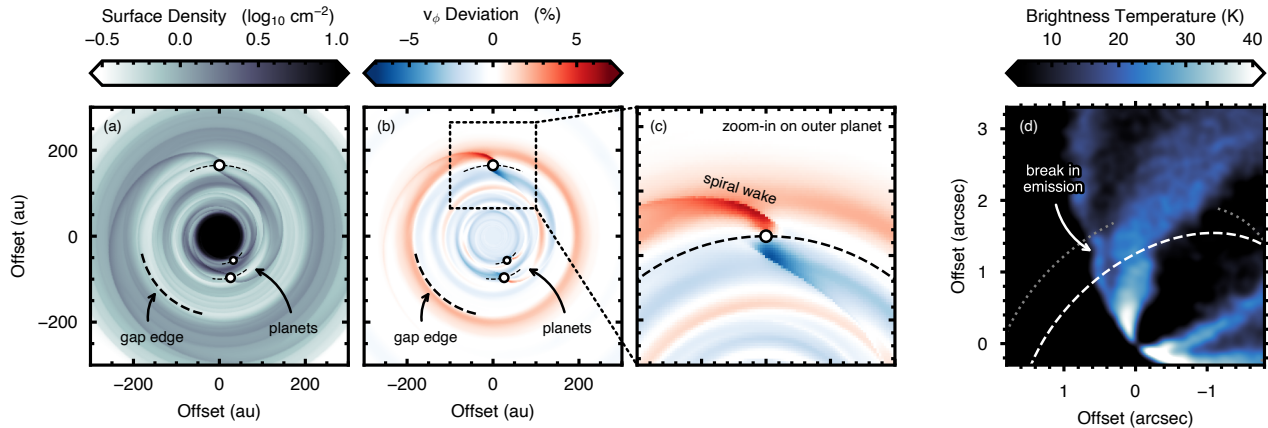 Surface Density (log₁₀ cm⁻²)
−0.5 0.0 0.5 1.0
vϕ Deviation (%)
−5 0 5
Brightness Temperature (K)
10 20 30 40
(a)
200
0
−200
Offset (au)
gap edge
planets
−200 0 200
Offset (au)
(b)
gap edge
planets
−200 0 200
Offset (au)
(c)
zoom-in on outer planet
spiral wake
(d)
break in
emission
3
2
1
0
Offset (arcsec)
1 0 −1
Offset (arcsec)